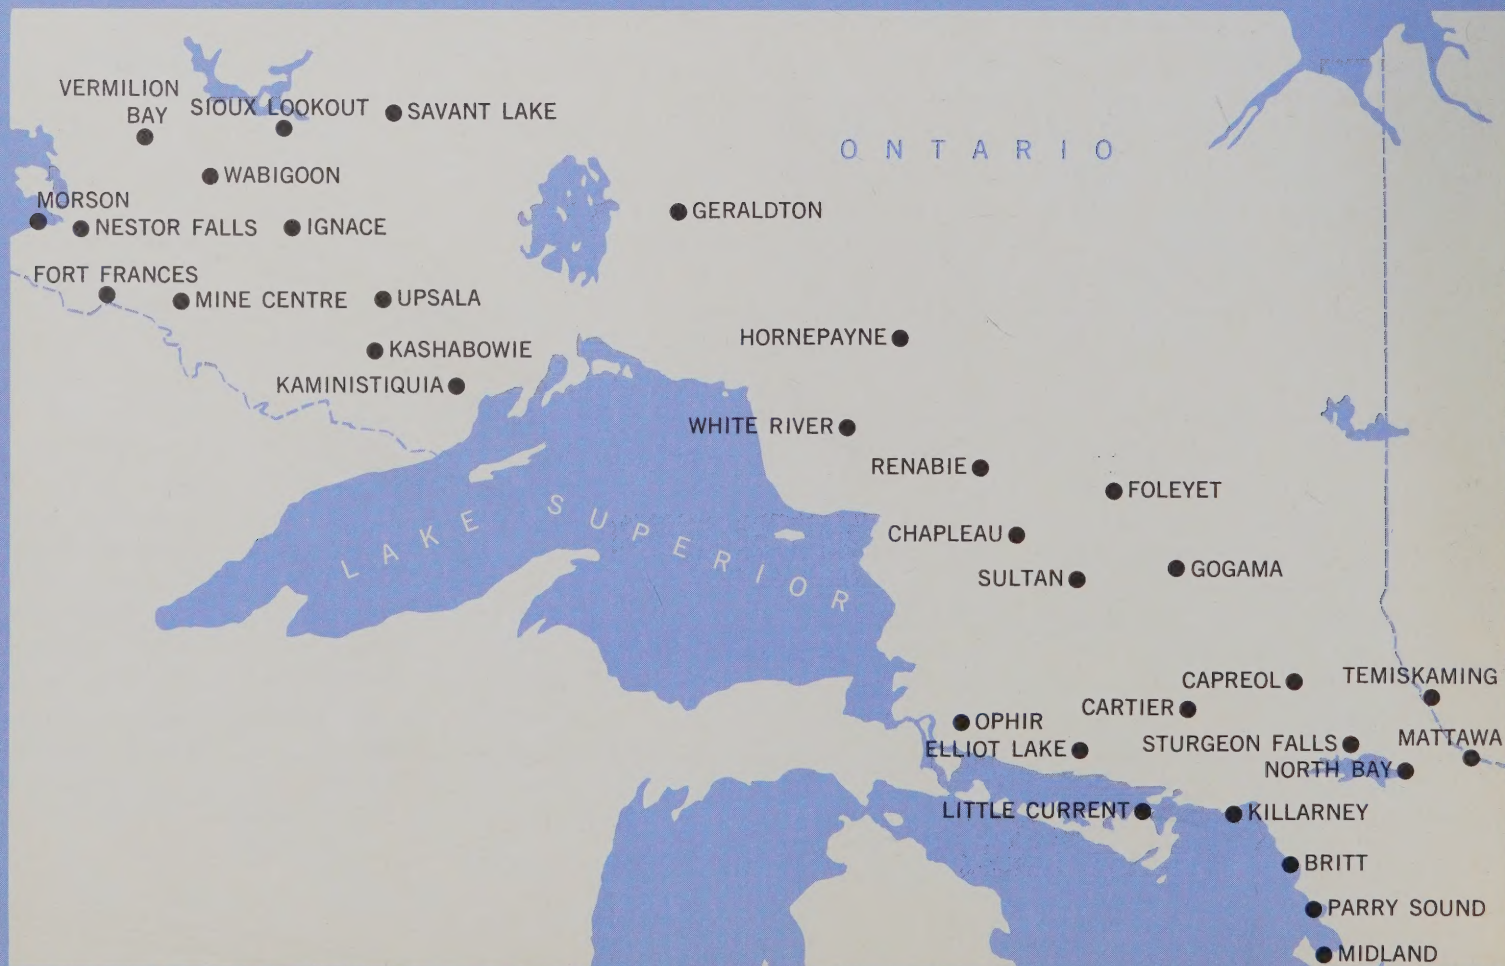 VERMILION
BAY
SIOUX LOOKOUT
SAVANT LAKE
ONTARIO
WABIGOON
MORSON
NESTOR FALLS
IGNACE
GERALDTON
FORT FRANCES
MINE CENTRE
UPSALA
HORNEPAYNE
KASHABOWIE
KAMINISTIQUIA
WHITE RIVER
RENABIE
FOLEYET
LAKE SUPERIOR
CHAPLEAU
SULTAN
GOGAMA
CAPREOL
TEMISKAMING
CARTIER
OPHIR
ELLIOT LAKE
STURGEON FALLS
MATTAWA
NORTH BAY
LITTLE CURRENT
KILLARNEY
BRITT
PARRY SOUND
MIDLAND